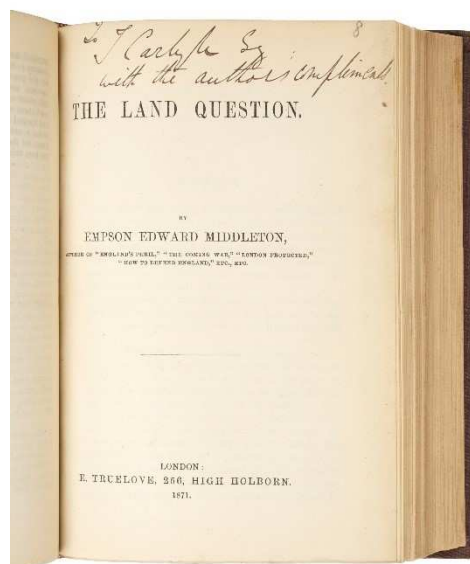 8
To T Carlyle Esq
with the author's compliments.
THE LAND QUESTION.
BY
EMPSON EDWARD MIDDLETON,
AUTHOR OF "ENGLAND'S PERIL," "THE COMING WAR," "LONDON PROTECTED,"
"HOW TO DEFEND ENGLAND," ETC., ETC.
LONDON:
E. TRUELOVE, 256, HIGH HOLBORN.
1871.